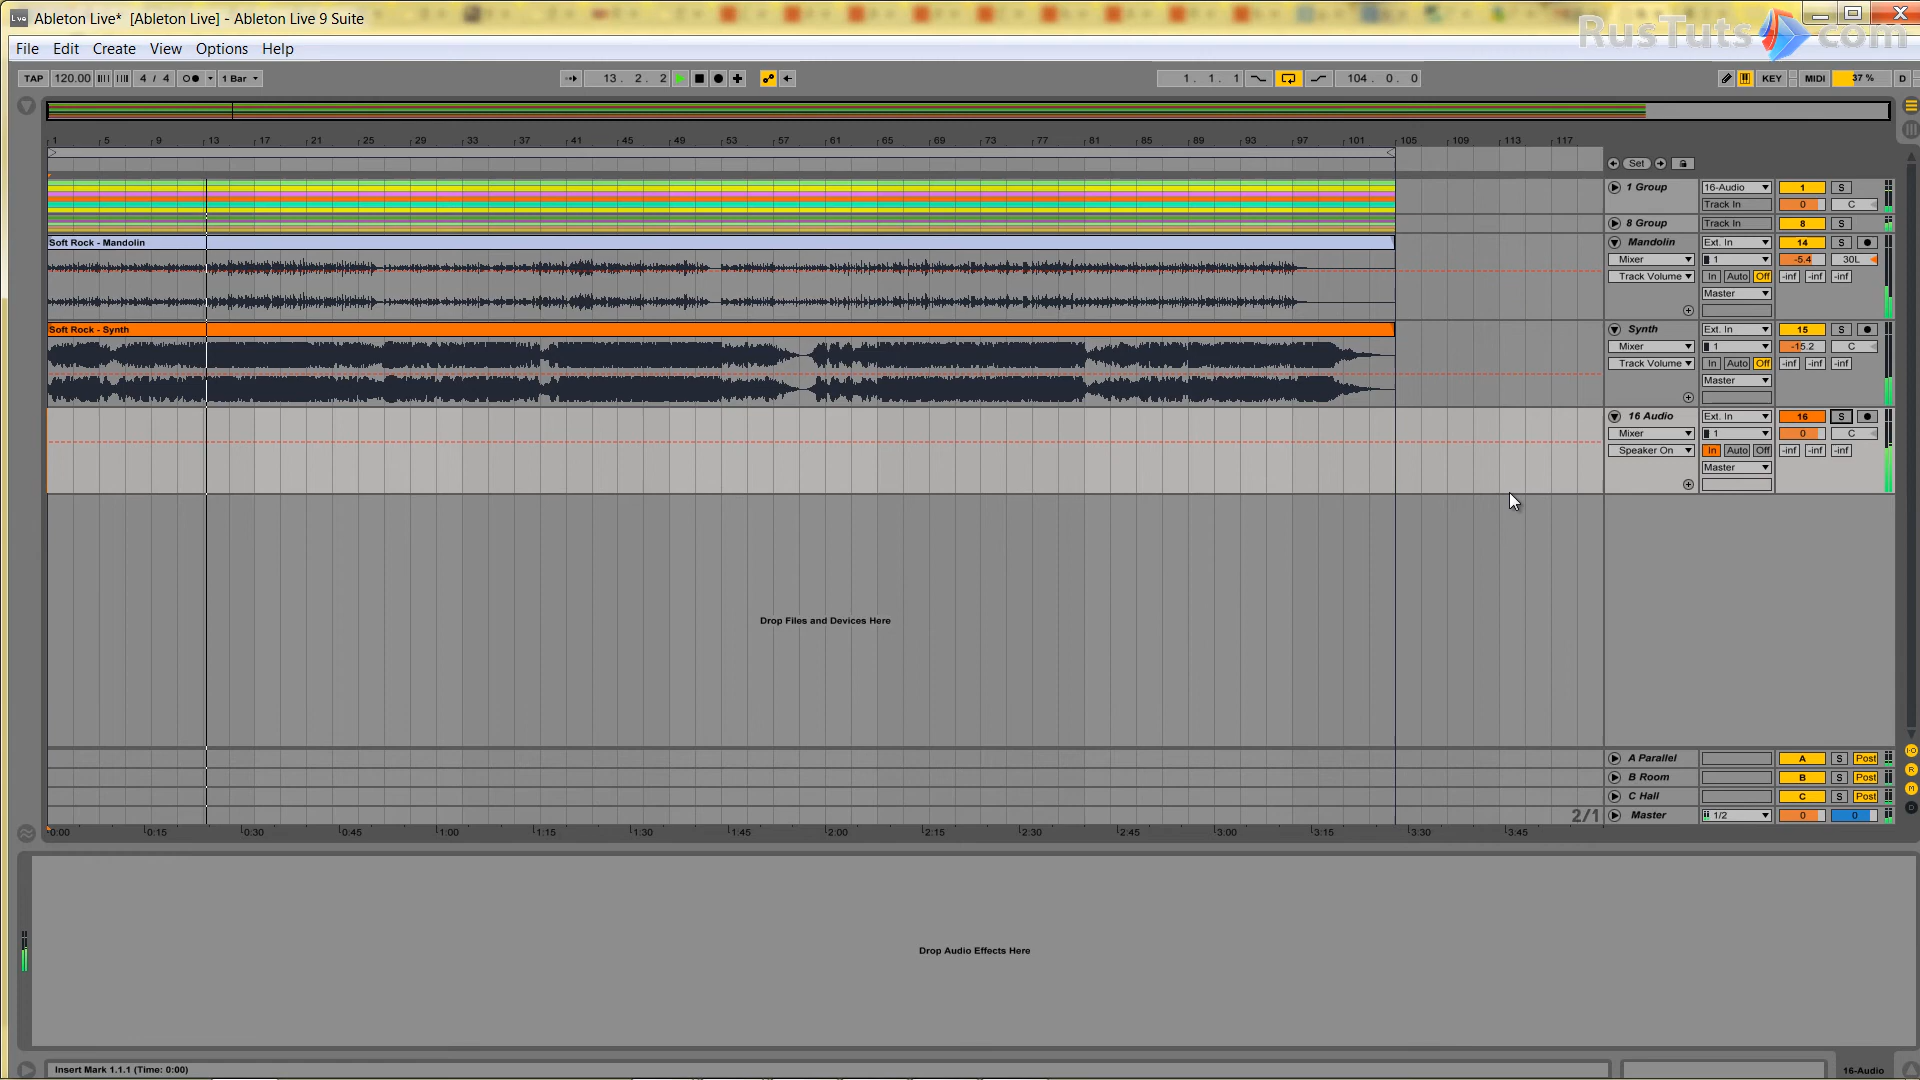 Ableton Live* [Ableton Live] - Ableton Live 9 Suite
RusTuts.com
File Edit Create View Options Help
TAP 120.00 4 / 4 1 Bar 13. 2. 2 1. 1. 1 104. 0. 0 KEY MIDI 37 % D
1 5 9 13 17 21 25 29 33 37 41 45 49 53 57 61 65 69 73 77 81 85 89 93 97 101 105 109 113 117
Set
1 Group 16-Audio 1 S
Track In 0 C
8 Group Track In 8 S
Soft Rock - Mandolin Mandolin Ext. In 14 S
Mixer 1 -5.4 30L
Track Volume In Auto Off -inf -inf -inf
Master
Soft Rock - Synth Synth Ext. In 15 S
Mixer 1 -15.2 C
Track Volume In Auto Off -inf -inf -inf
Master
16 Audio Ext. In 16 S
Mixer 1 0 C
Speaker On In Auto Off -inf -inf -inf
Master
Drop Files and Devices Here
A Parallel A S Post
B Room B S Post
C Hall C S Post
2/1 Master 1/2 0 0
0:00 0:15 0:30 0:45 1:00 1:15 1:30 1:45 2:00 2:15 2:30 2:45 3:00 3:15 3:30 3:45
Drop Audio Effects Here
Insert Mark 1.1.1 (Time: 0:00) 16-Audio